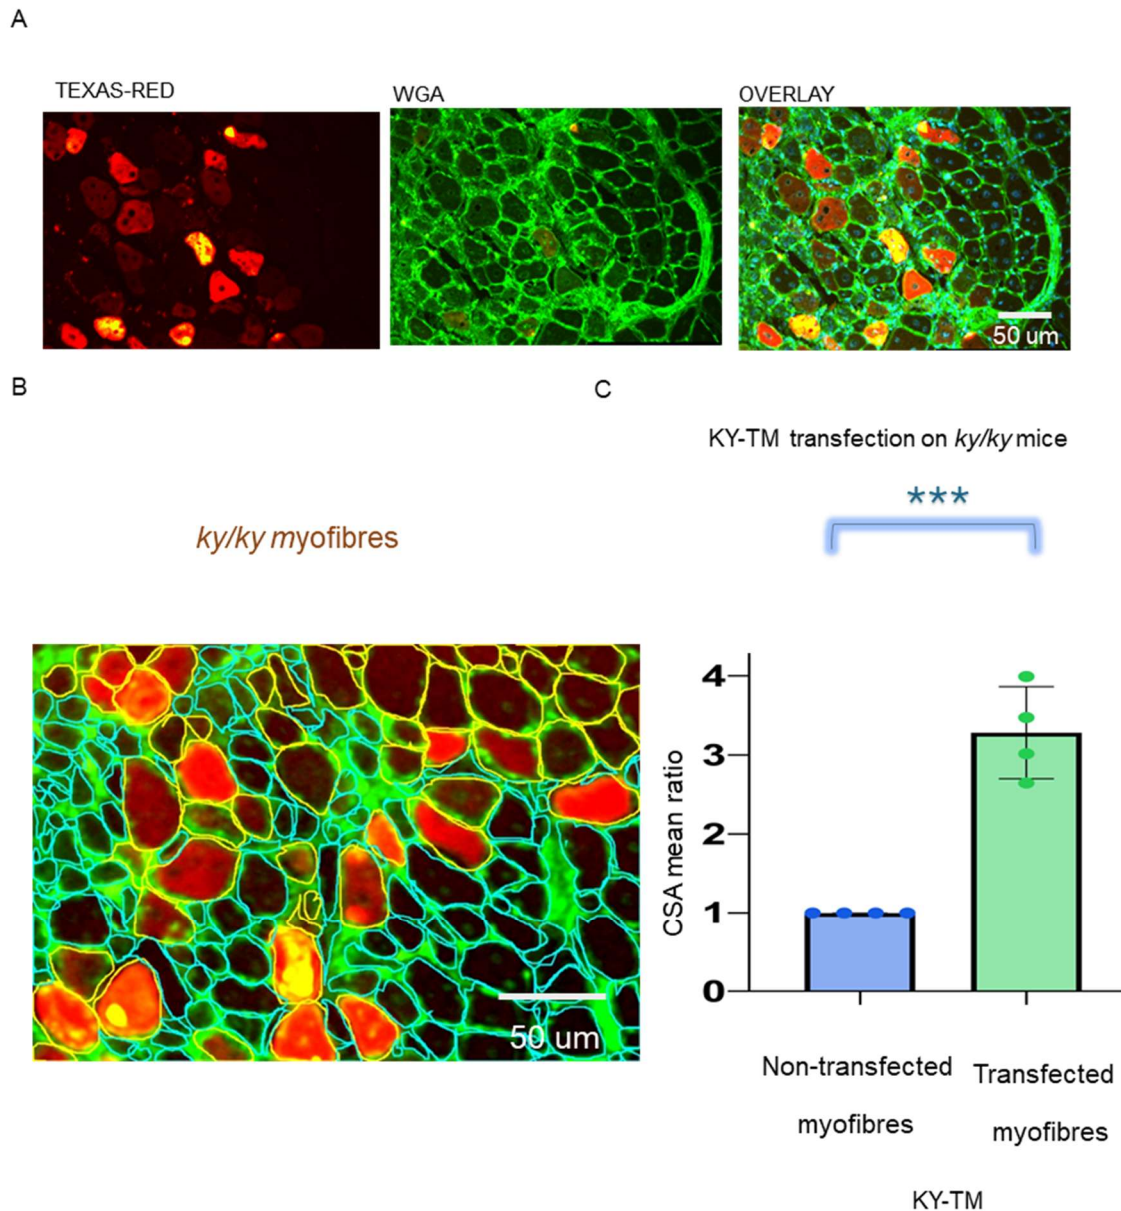 A
TEXAS-RED
WGA
OVERLAY
50 um
B
C
KY-TM transfection on ky/ky mice
***
ky/ky myofibres
50 um
CSA mean ratio
4
3
2
1
0
Non-transfected
myofibres
Transfected
myofibres
KY-TM